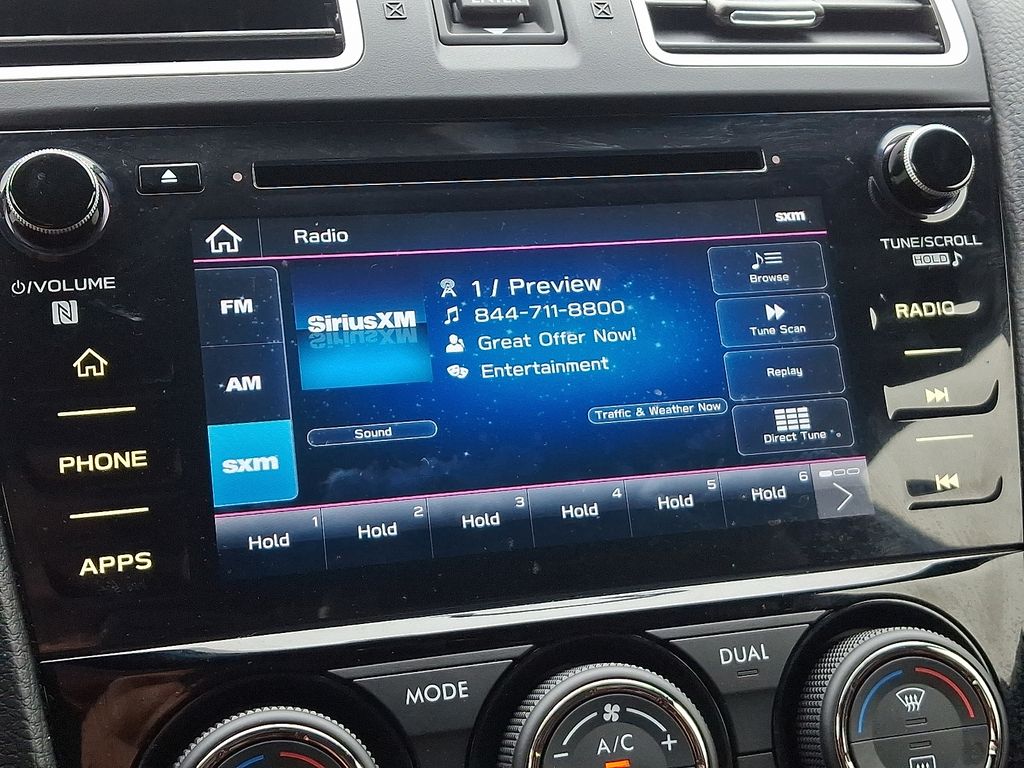 ENTER
Radio
sxm
⏻/VOLUME
TUNE/SCROLL
HOLD
FM
AM
sxm
SiriusXM
1 / Preview
844-711-8800
Great Offer Now!
Entertainment
Sound
Traffic & Weather Now
Browse
Tune Scan
Replay
Direct Tune
RADIO
PHONE
APPS
Hold 1
Hold 2
Hold 3
Hold 4
Hold 5
Hold 6
MODE
DUAL
A/C
- +